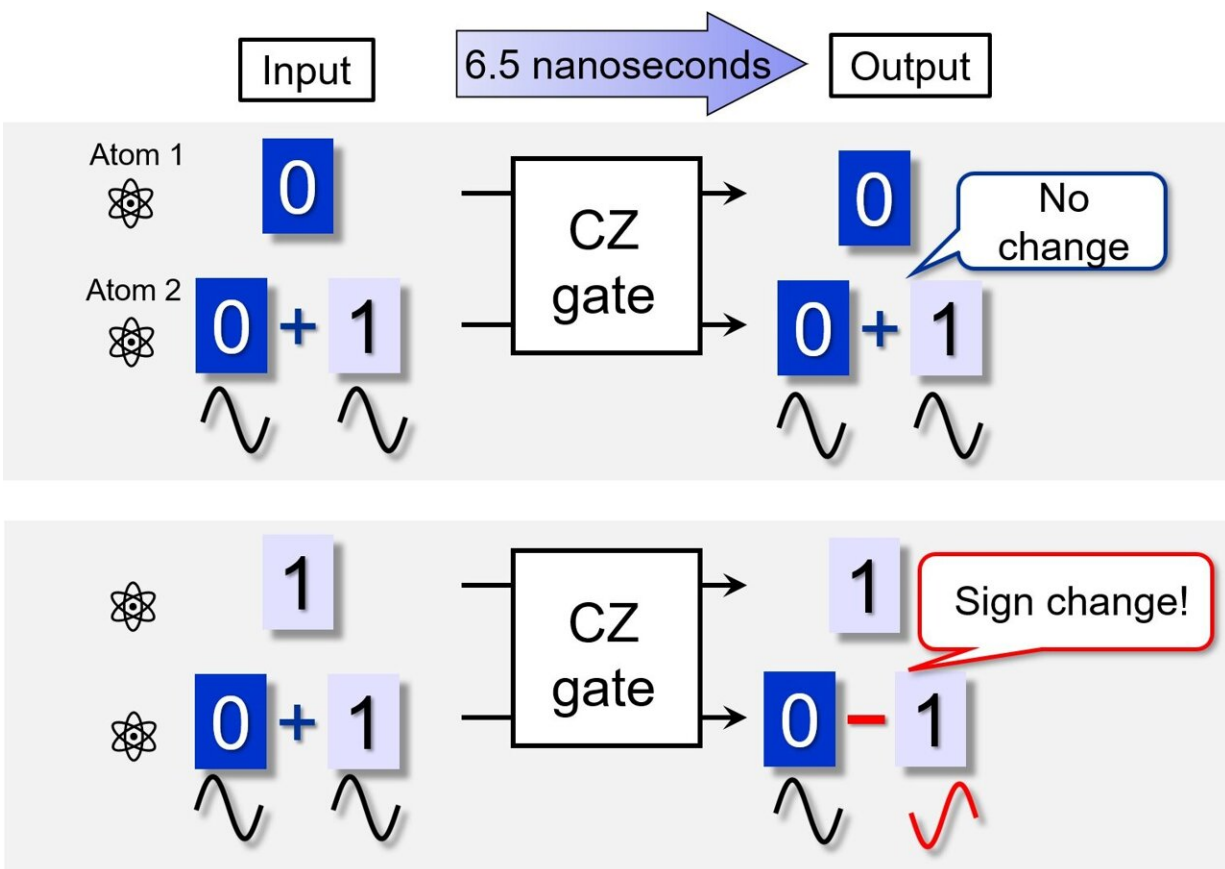 Input
6.5 nanoseconds
Output
Atom 1
0
CZ
gate
0
No
change
Atom 2
0 + 1
0 + 1
1
CZ
gate
1
Sign change!
0 + 1
0 − 1